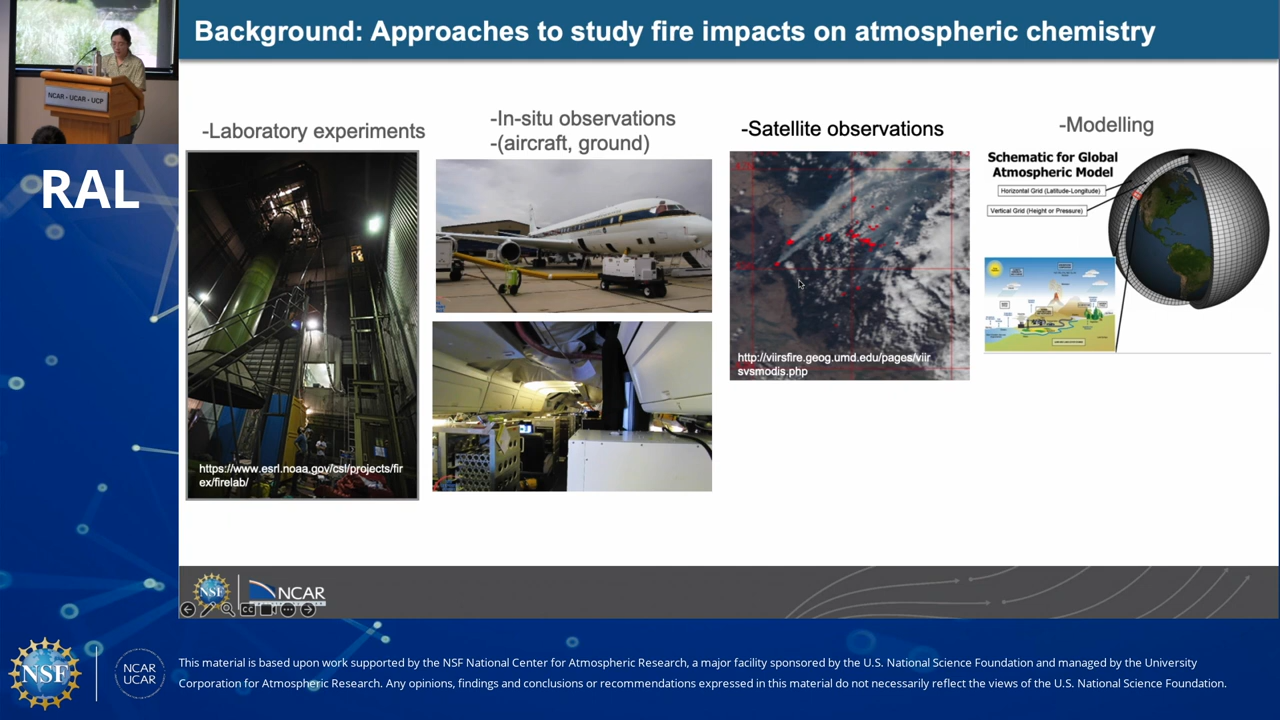 NCAR • UCAR • UCP
RAL
Background: Approaches to study fire impacts on atmospheric chemistry
-Laboratory experiments
https://www.esrl.noaa.gov/csl/projects/fir
ex/firelab/
-In-situ observations
-(aircraft, ground)
-Satellite observations
http://viirsfire.geog.umd.edu/pages/viir
svsmodis.php
-Modelling
Schematic for Global
Atmospheric Model
Horizontal Grid (Latitude-Longitude)
Vertical Grid (Height or Pressure)
NSF
NCAR
NSF
NCAR
UCAR
This material is based upon work supported by the NSF National Center for Atmospheric Research, a major facility sponsored by the U.S. National Science Foundation and managed by the University
Corporation for Atmospheric Research. Any opinions, findings and conclusions or recommendations expressed in this material do not necessarily reflect the views of the U.S. National Science Foundation.